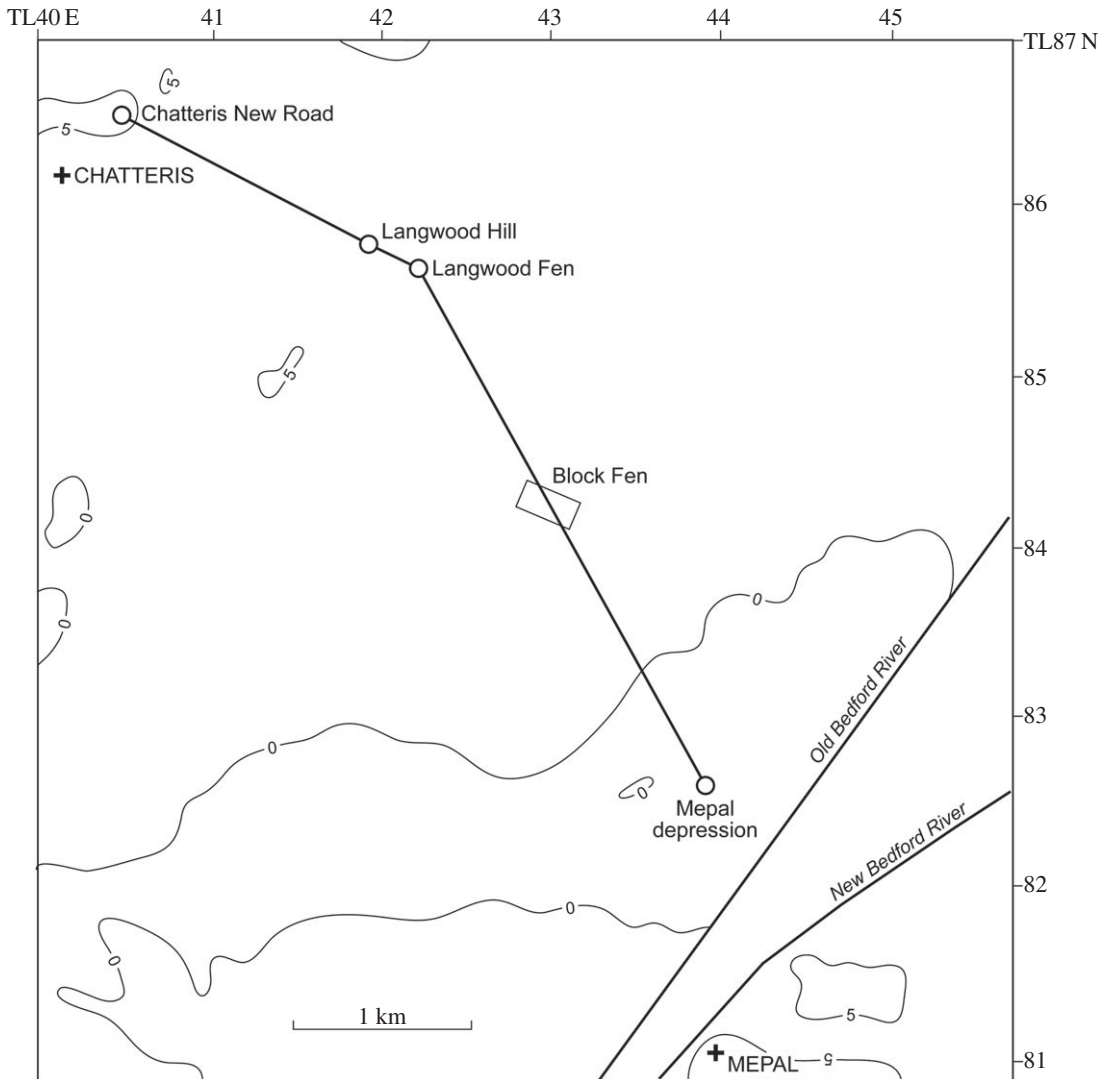 TL40 E 41 42 43 44 45
TL87 N
5
Chatteris New Road
5
CHATTERIS
86
Langwood Hill
Langwood Fen
85
5
Block Fen
0
84
0
0
Old Bedford River
83
0
0
Mepal
depression
New Bedford River
82
0
0
5
1 km
81
MEPAL
5